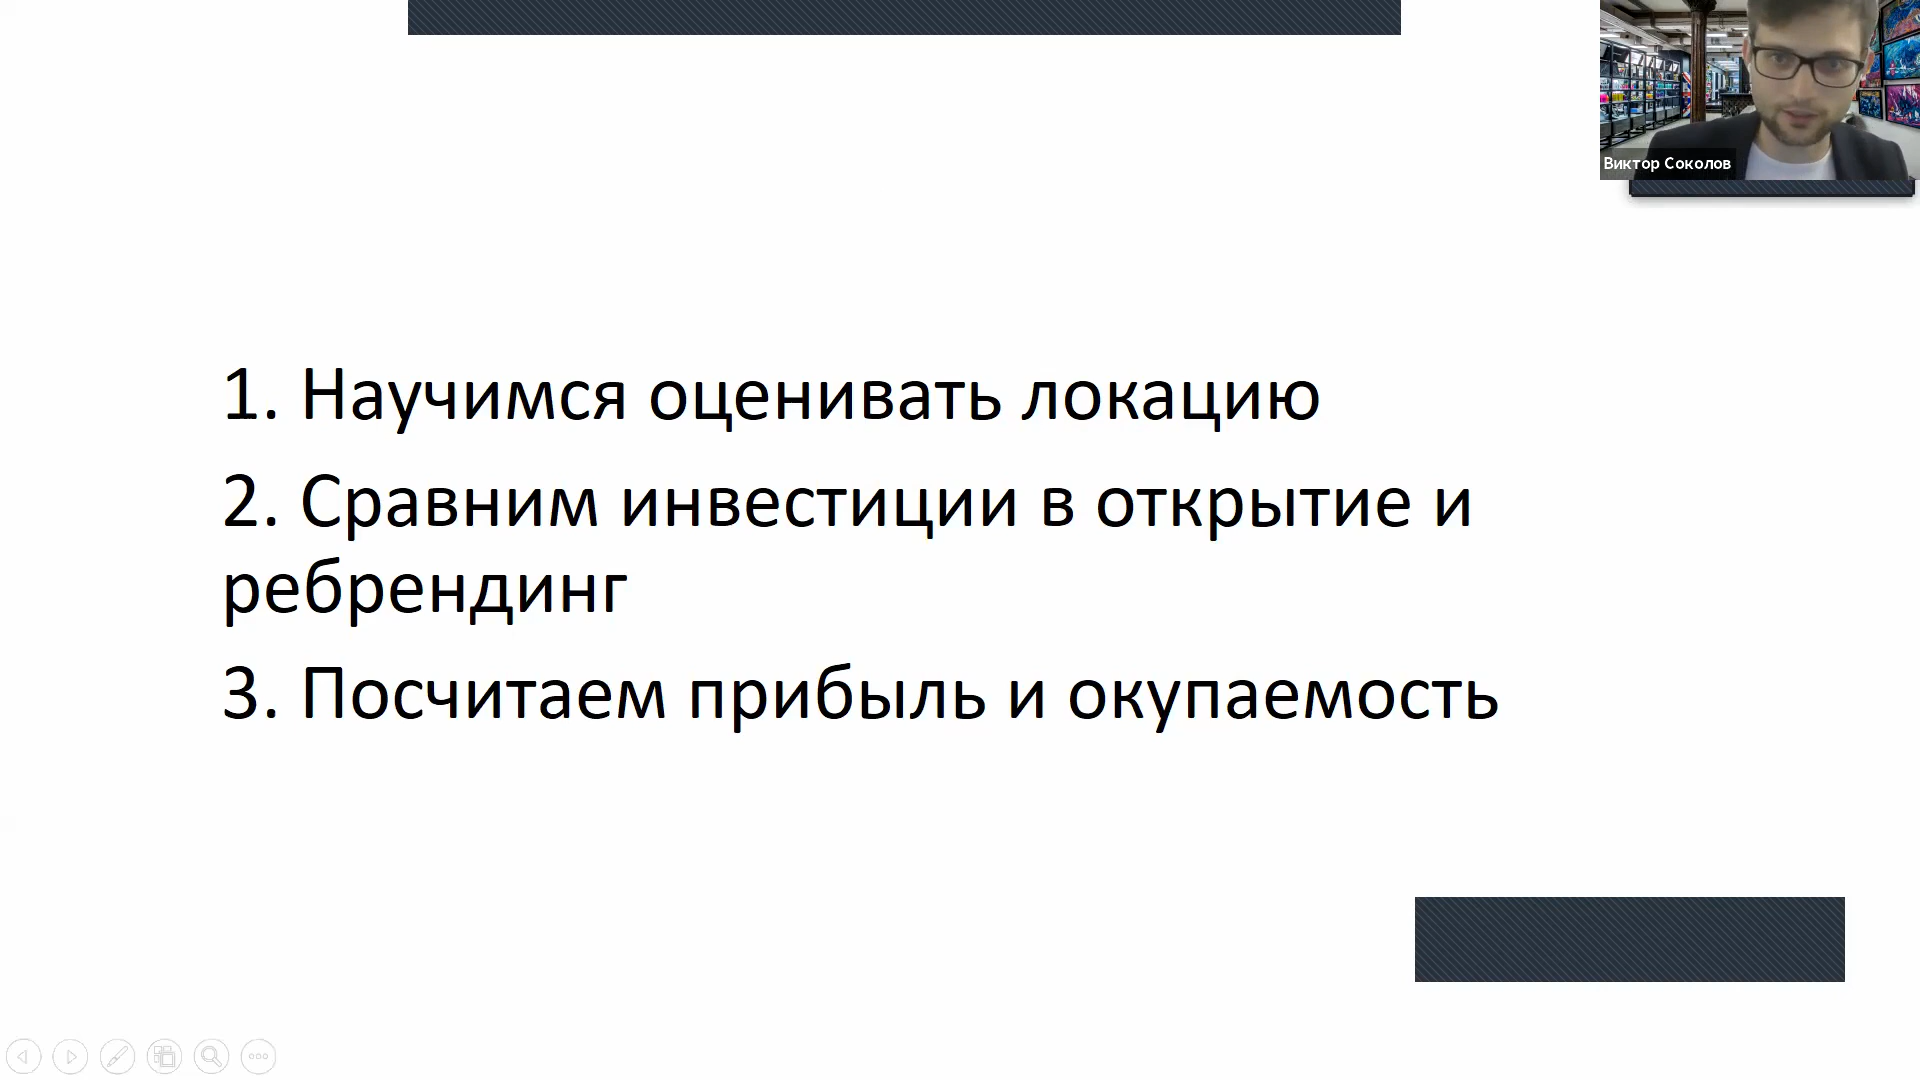 Виктор Соколов
1. Научимся оценивать локацию
2. Сравним инвестиции в открытие и
ребрендинг
3. Посчитаем прибыль и окупаемость